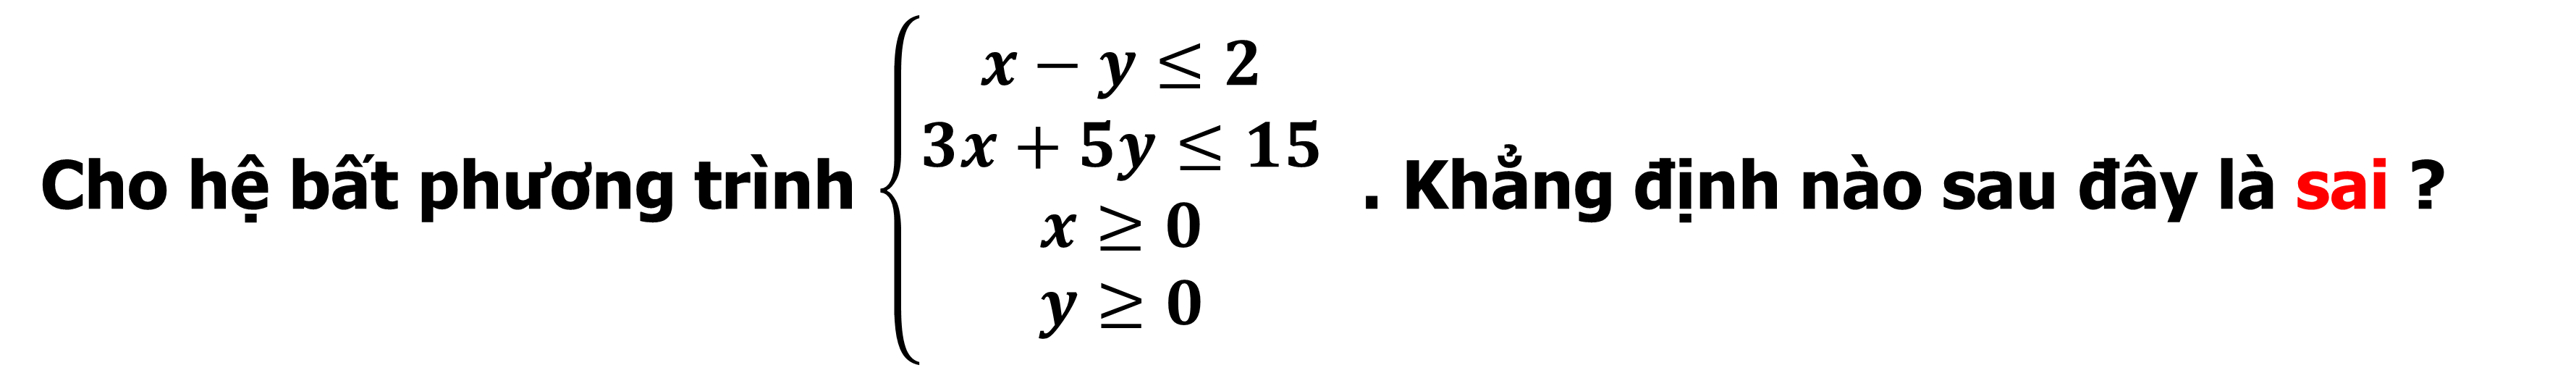 Cho hệ bất phương trình { x − y ≤ 2
3x + 5y ≤ 15
x ≥ 0
y ≥ 0
. Khẳng định nào sau đây là sai ?